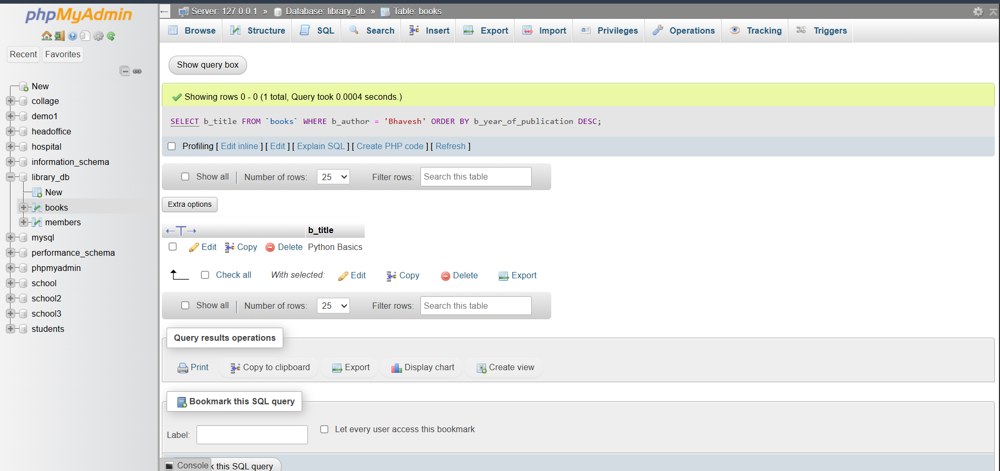 phpMyAdmin
Recent Favorites
New
collage
demo1
headoffice
hospital
information_schema
library_db
New
books
members
mysql
performance_schema
phpmyadmin
school
school2
school3
students
Server: 127.0.0.1 » Database: library_db » Table: books
Browse Structure SQL Search Insert Export Import Privileges Operations Tracking Triggers
Show query box
Showing rows 0 - 0 (1 total, Query took 0.0004 seconds.)
SELECT b_title FROM `books` WHERE b_author = 'Bhavesh' ORDER BY b_year_of_publication DESC;
Profiling [ Edit inline ] [ Edit ] [ Explain SQL ] [ Create PHP code ] [ Refresh ]
Show all Number of rows: 25 Filter rows: Search this table
Extra options
←T→ b_title
Edit Copy Delete Python Basics
Check all With selected: Edit Copy Delete Export
Show all Number of rows: 25 Filter rows: Search this table
Query results operations
Print Copy to clipboard Export Display chart Create view
Bookmark this SQL query
Label: Let every user access this bookmark
Console k this SQL query